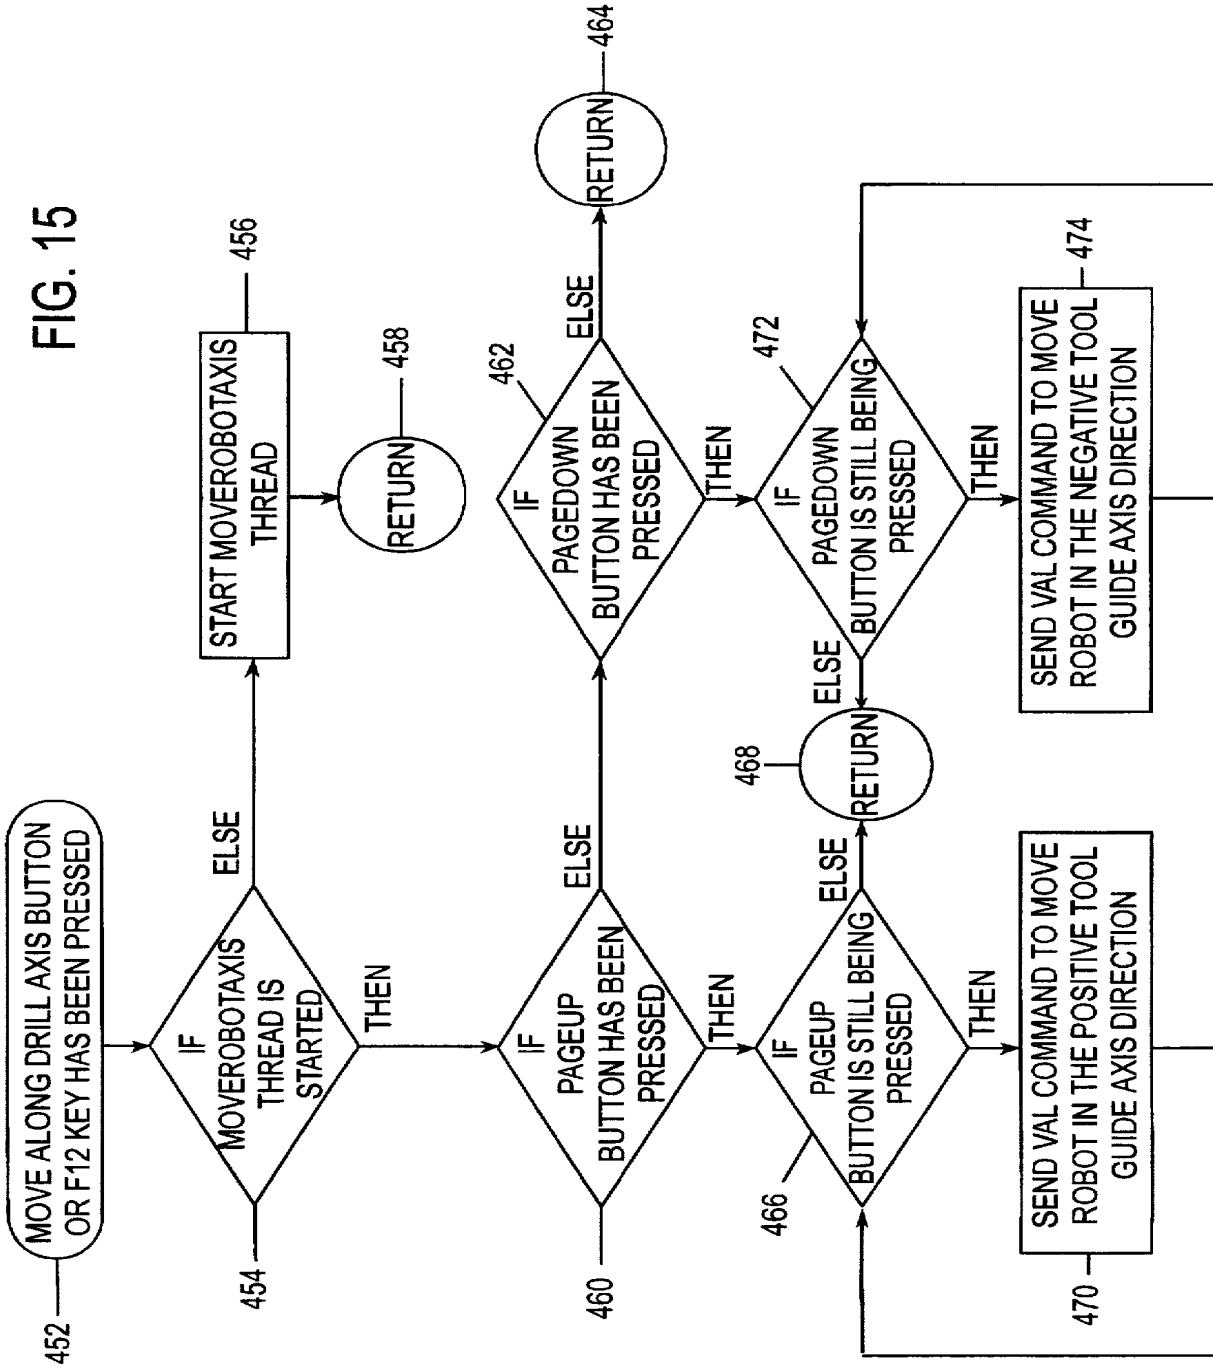 FIG. 15
452
MOVE ALONG DRILL AXIS BUTTON
OR F12 KEY HAS BEEN PRESSED
454
IF
MOVEROBOTAXIS
THREAD IS
STARTED
ELSE
THEN
START MOVEROBOTAXIS
THREAD
456
RETURN
458
460
IF
PAGEUP
BUTTON HAS BEEN
PRESSED
ELSE
THEN
462
IF
PAGEDOWN
BUTTON HAS BEEN
PRESSED
ELSE
THEN
RETURN
464
466
IF
PAGEUP
BUTTON IS STILL BEING
PRESSED
ELSE
THEN
468
RETURN
472
IF
PAGEDOWN
BUTTON IS STILL BEING
PRESSED
ELSE
THEN
470
SEND VAL COMMAND TO MOVE
ROBOT IN THE POSITIVE TOOL
GUIDE AXIS DIRECTION
SEND VAL COMMAND TO MOVE
ROBOT IN THE NEGATIVE TOOL
GUIDE AXIS DIRECTION
474